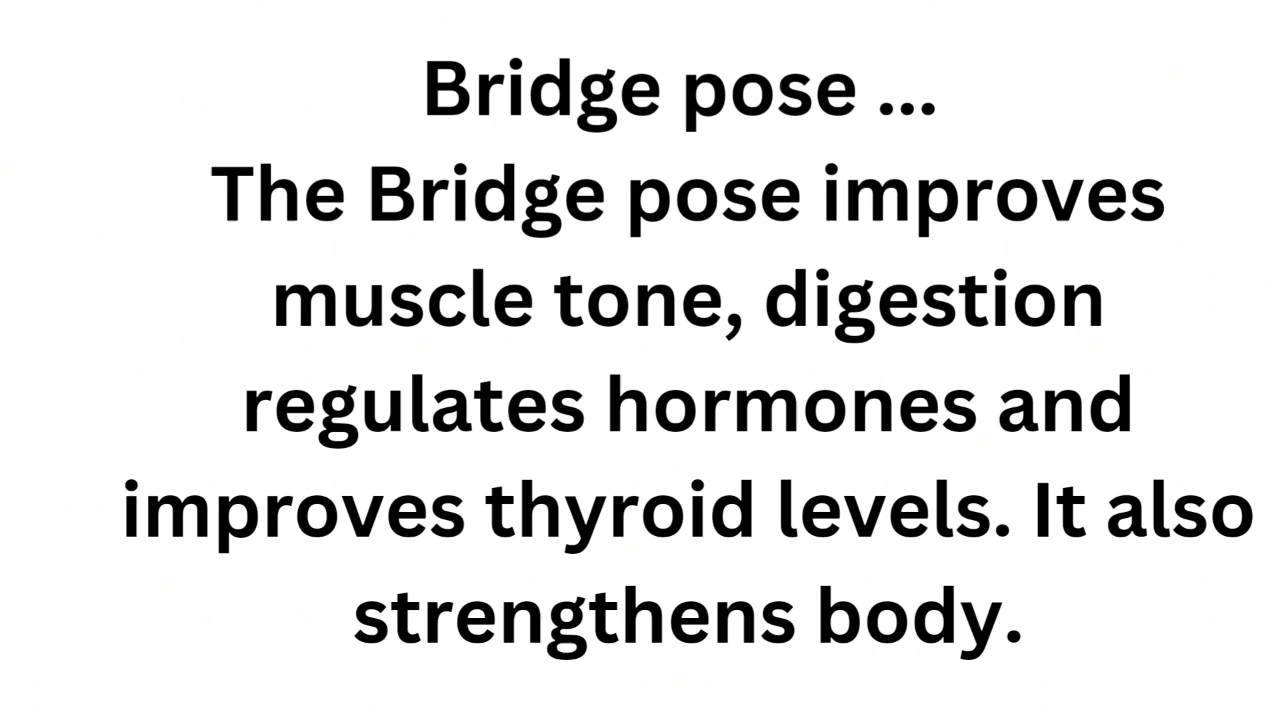 Bridge pose ...
The Bridge pose improves
muscle tone, digestion
regulates hormones and
improves thyroid levels. It also
strengthens body.